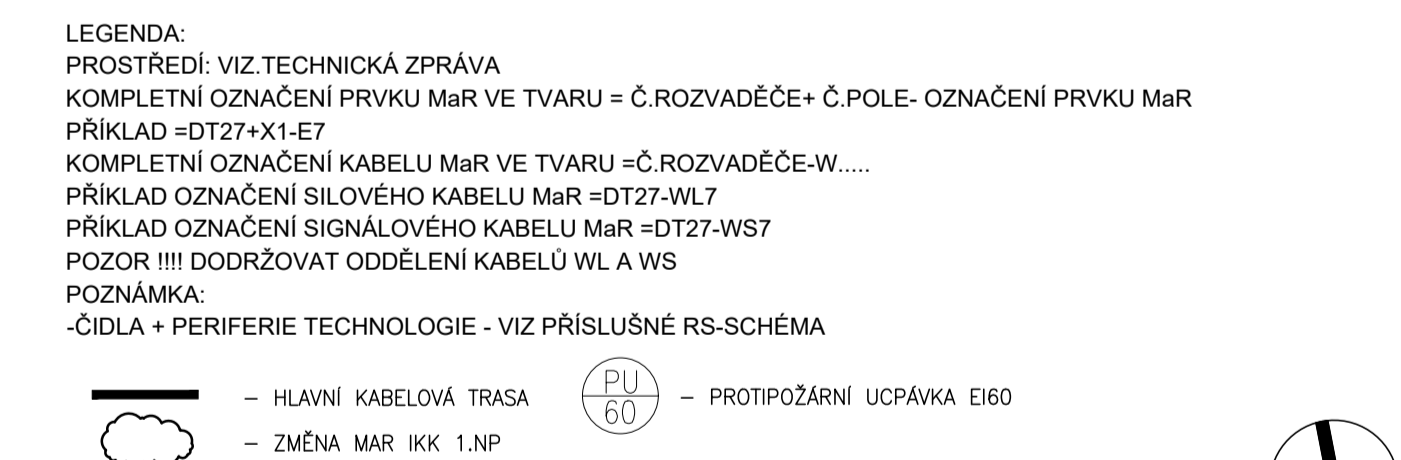 LEGENDA:
PROSTŘEDÍ: VIZ.TECHNICKÁ ZPRÁVA
KOMPLETNÍ OZNAČENÍ PRVKU MaR VE TVARU = Č.ROZVADĚČE+ Č.POLE- OZNAČENÍ PRVKU MaR
PŘÍKLAD =DT27+X1-E7
KOMPLETNÍ OZNAČENÍ KABELU MaR VE TVARU =Č.ROZVADĚČE-W.....
PŘÍKLAD OZNAČENÍ SILOVÉHO KABELU MaR =DT27-WL7
PŘÍKLAD OZNAČENÍ SIGNÁLOVÉHO KABELU MaR =DT27-WS7
POZOR !!!! DODRŽOVAT ODDĚLENÍ KABELŮ WL A WS
POZNÁMKA:
-ČIDLA + PERIFERIE TECHNOLOGIE - VIZ PŘÍSLUŠNÉ RS-SCHÉMA
– HLAVNÍ KABELOVÁ TRASA
PU
60
– PROTIPOŽÁRNÍ UCPÁVKA EI60
– ZMĚNA MAR IKK 1.NP